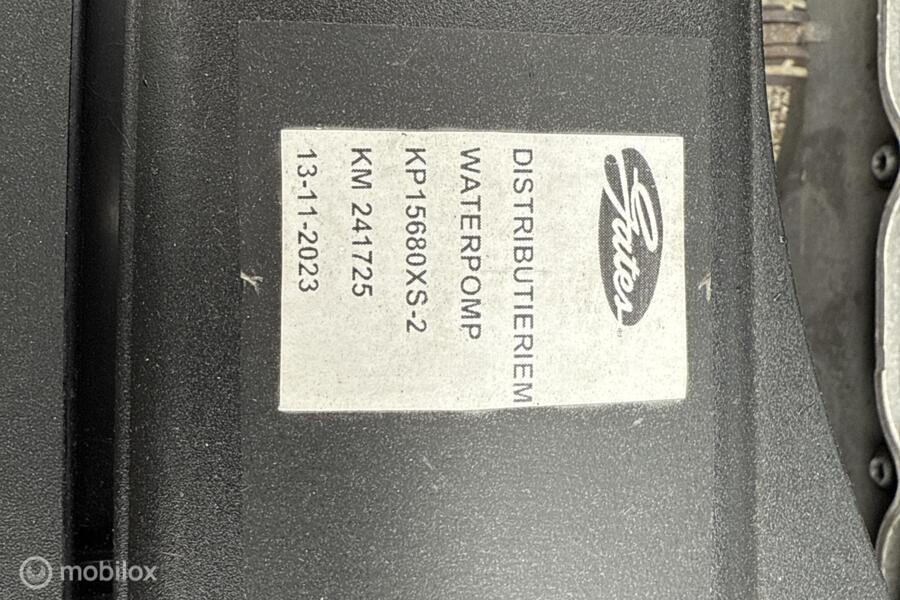 Gates
DISTRIBUTIERIEM
WATERPOMP
KP15680XS-2
KM 241725
13-11-2023
mobilox